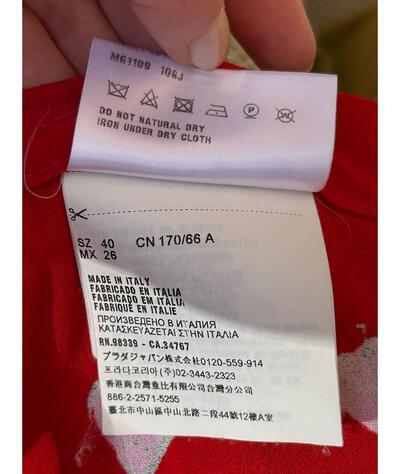 M61109 106J
DO NOT NATURAL DRY
IRON UNDER DRY CLOTH
SZ 40 CN 170/66 A
MX 26
MADE IN ITALY
FABRICADO EN ITALIA
FABRICADO EM ITÁLIA
FABRIQUÉ EN ITALIE
ПРОИЗВЕДЕНО В ИТАЛИЯ
ΚΑΤΑΣΚΕΥΑΖΕΤΑΙ ΣΤΗΝ ΙΤΑΛΙΑ
RN.98339 - CA.34767
プラダジャパン株式会社0120-559-914
프라다코리아(주) 02-3443-2323
香港商台灣
比有限公司台灣分公司
886-2-2571-5255
臺北市中山區中山北路二段44號12樓A室